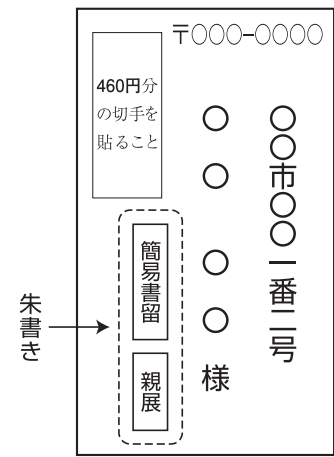 〒○○○-○○○○
○○市○○一番二号
○○○○様
460円分
の切手を
貼ること
簡易書留
親展
朱書き